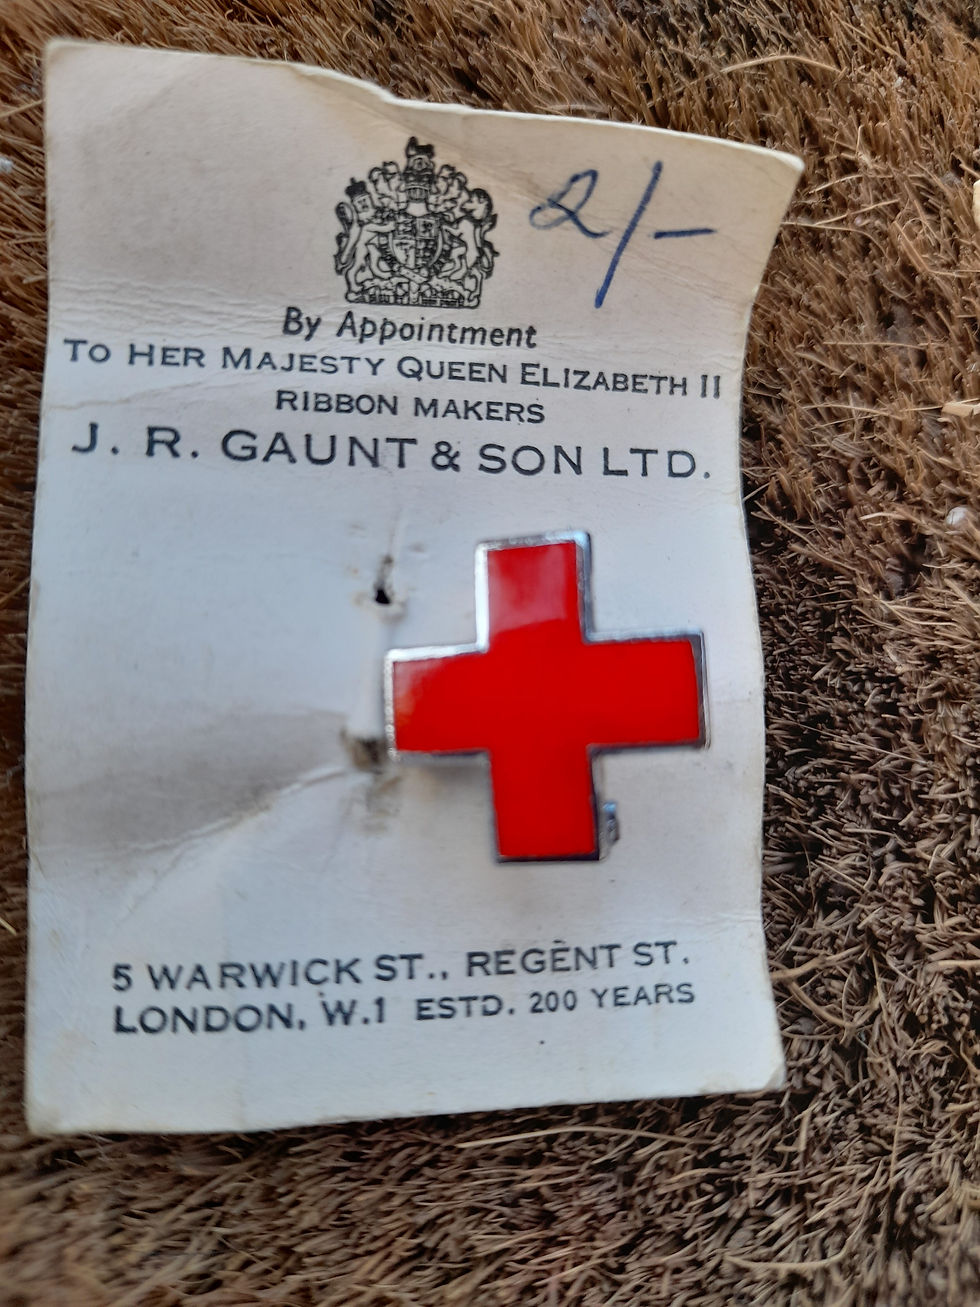 2/-
By Appointment
To Her Majesty Queen Elizabeth II
RIBBON MAKERS
J. R. GAUNT & SON LTD.
5 WARWICK ST., REGENT ST.
LONDON, W.1 ESTD. 200 YEARS